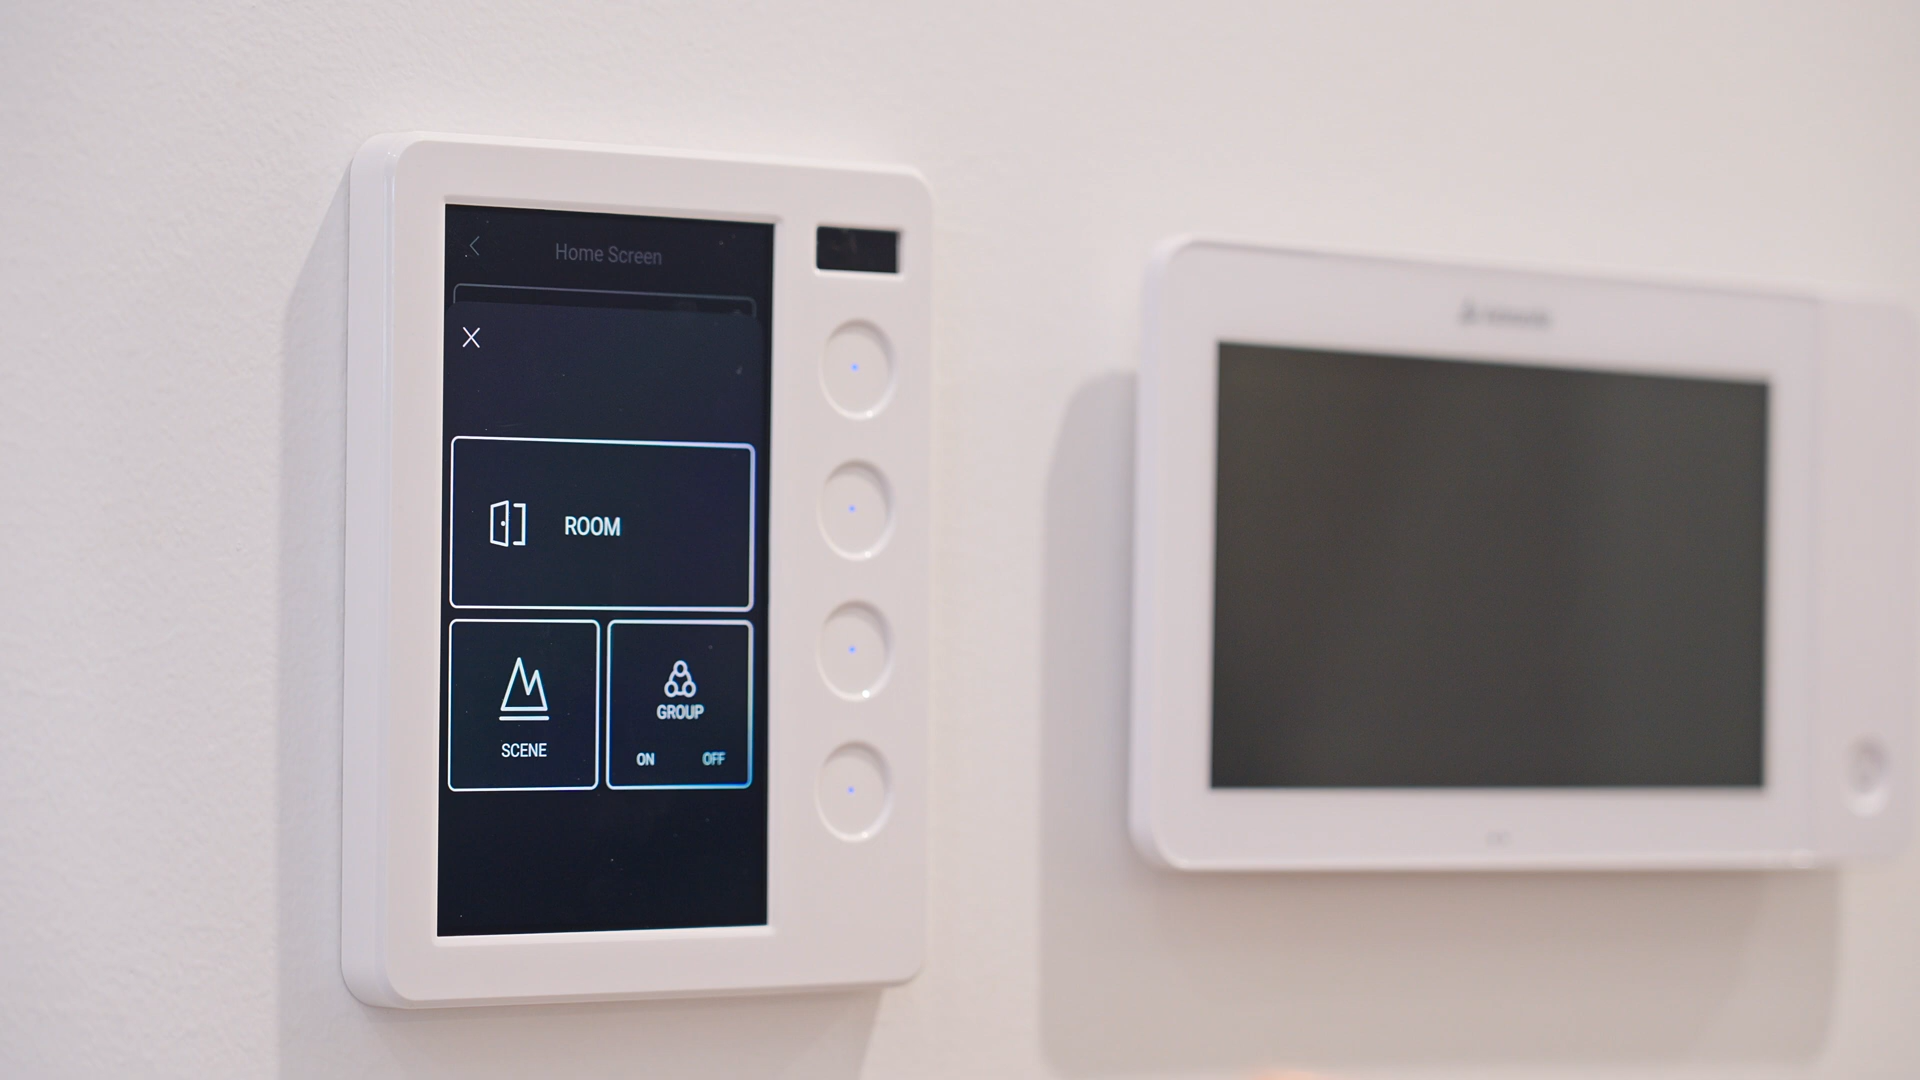 Home Screen
ROOM
SCENE
GROUP
ON OFF